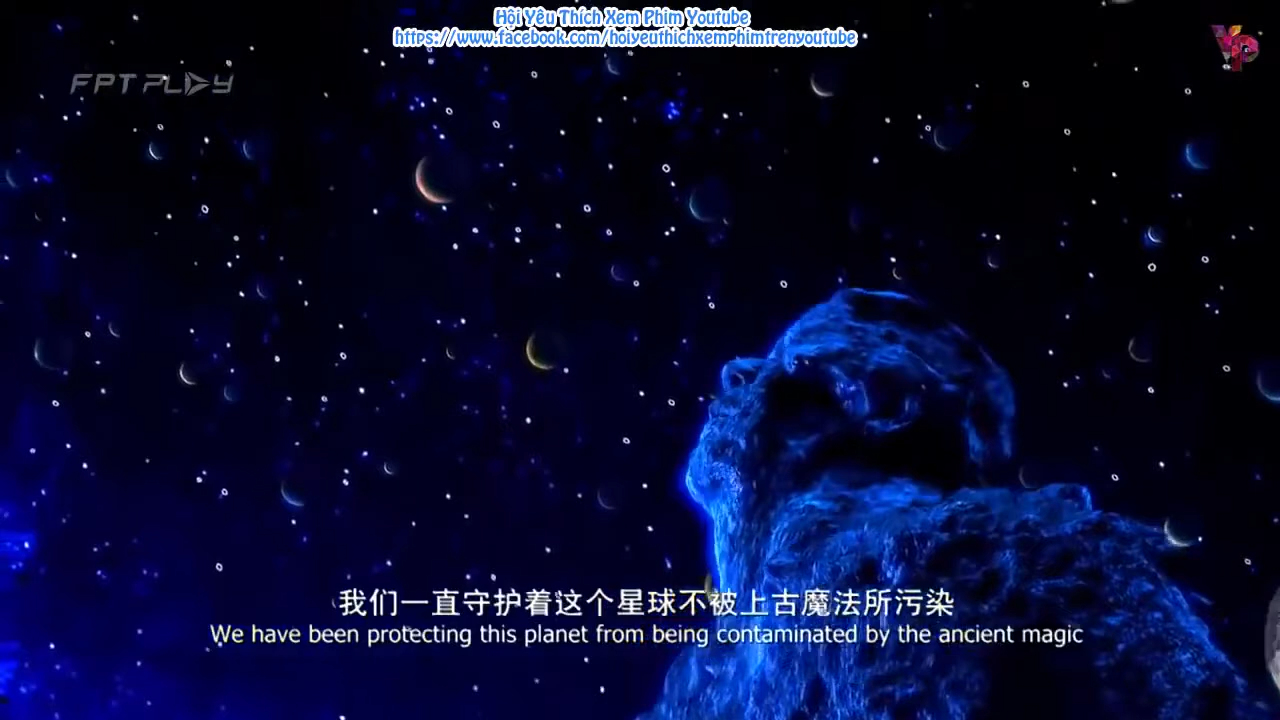 Hội Yêu Thích Xem Phim Youtube
https://www.facebook.com/hoiyeuthichxemphimtrenyoutube
FPT PLAY
我们一直守护着这个星球不被上古魔法所污染
We have been protecting this planet from being contaminated by the ancient magic